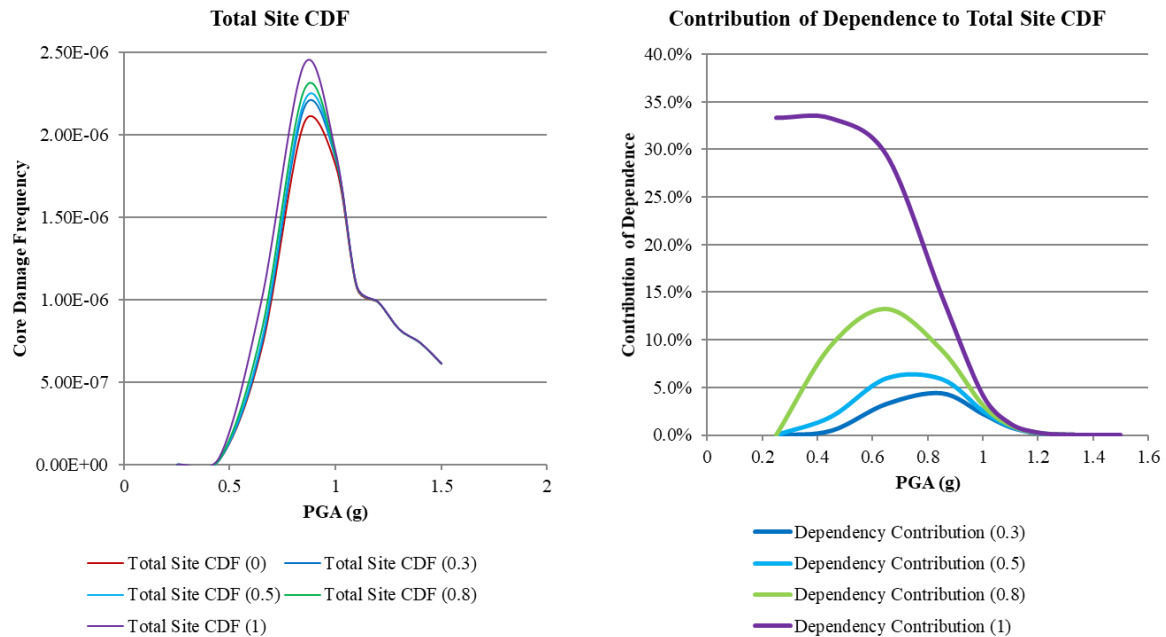 Total Site CDF
2.50E-06
2.00E-06
1.50E-06
1.00E-06
5.00E-07
0.00E+00
Core Damage Frequency
0 0.5 1 1.5 2
PGA (g)
Total Site CDF (0) Total Site CDF (0.3)
Total Site CDF (0.5) Total Site CDF (0.8)
Total Site CDF (1)
Contribution of Dependence to Total Site CDF
40.0%
35.0%
30.0%
25.0%
20.0%
15.0%
10.0%
5.0%
0.0%
Contribution of Dependence
0 0.2 0.4 0.6 0.8 1 1.2 1.4 1.6
PGA (g)
Dependency Contribution (0.3)
Dependency Contribution (0.5)
Dependency Contribution (0.8)
Dependency Contribution (1)